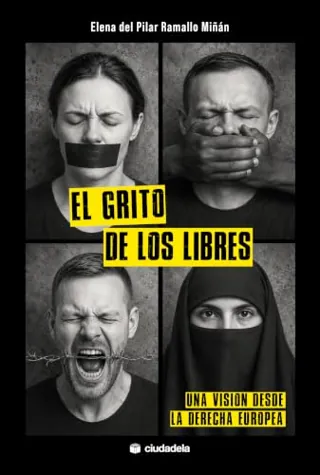 Elena del Pilar Ramallo Miñán
EL GRITO
DE LOS LIBRES
UNA VISIÓN DESDE
LA DERECHA EUROPEA
ciudadela